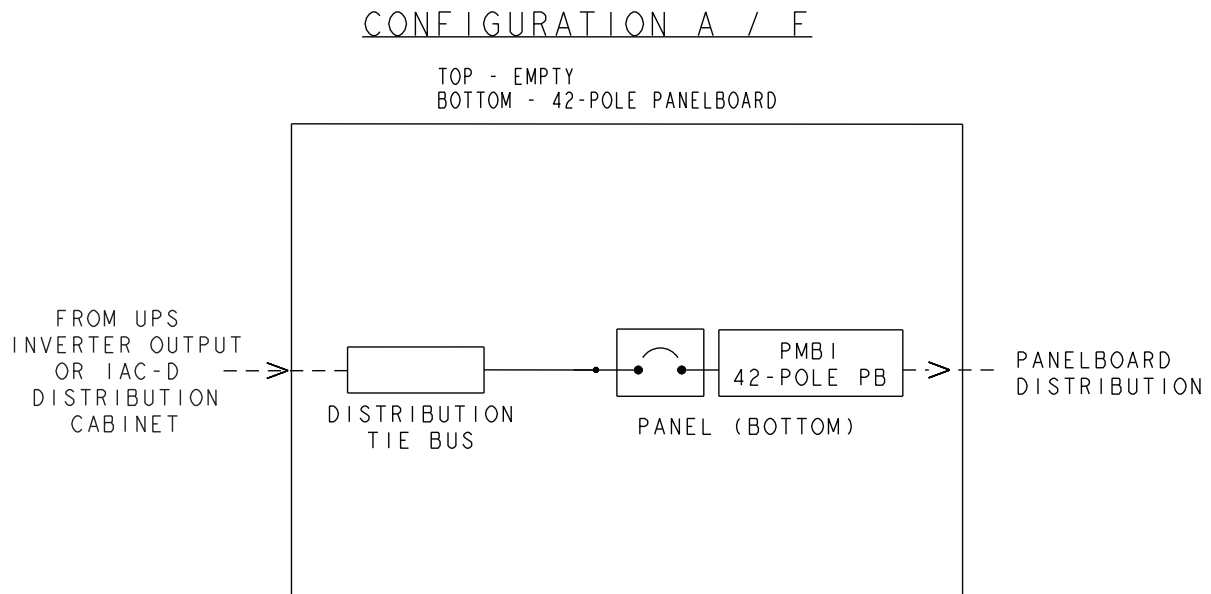 CONFIGURATION A / F
TOP - EMPTY
BOTTOM - 42-POLE PANELBOARD
FROM UPS
INVERTER OUTPUT
OR IAC-D
DISTRIBUTION
CABINET
DISTRIBUTION
TIE BUS
PMB1
42-POLE PB
PANEL (BOTTOM)
PANELBOARD
DISTRIBUTION